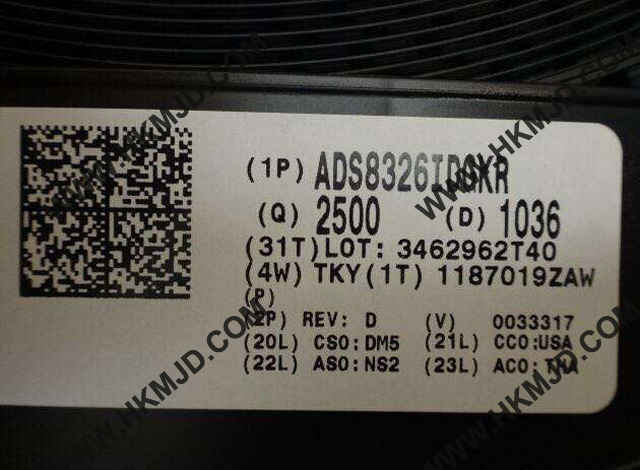 (1P) ADS8326IDGKR
(Q) 2500 (D) 1036
(31T)LOT: 3462962T40
(4W) TKY(1T) 1187019ZAW
(P)
(2P) REV: D (V) 0033317
(20L) CSO:DM5 (21L) CCO:USA
(22L) ASO:NS2 (23L) ACO:THA
WWW.HKMJD.COM
WWW.HKMJD.COM
WWW.HKMJD.COM
WWW.HKMJD.COM
WWW.HKMJD.COM